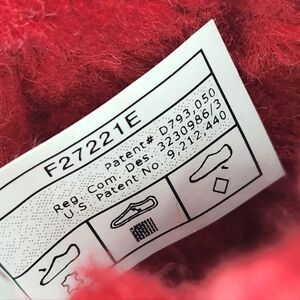 F27221E
Patent# D793,050
Reg. Com. Des. 3230986/3
U.S Patent No. 9,212,440